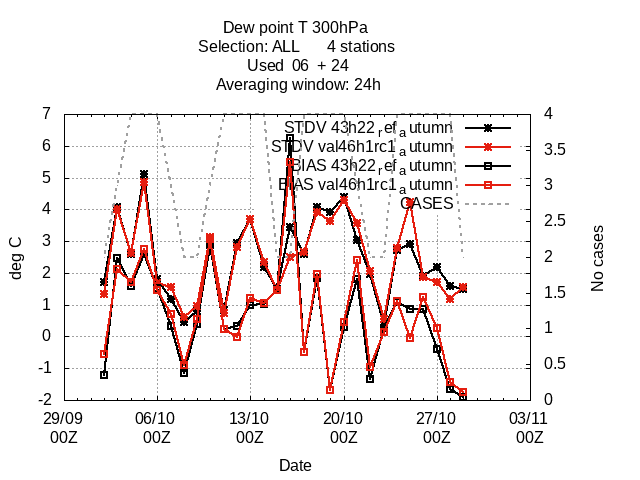 Dew point T 300hPa
Selection: ALL 4 stations
Used 06 + 24
Averaging window: 24h
STDV 43h22_ref_autumn
STDV val46h1rc1_autumn
BIAS 43h22_ref_autumn
BIAS val46h1rc1_autumn
CASES
7
6
5
4
3
2
1
0
-1
-2
deg C
4
3.5
3
2.5
2
1.5
1
0.5
0
No cases
29/09 06/10 13/10 20/10 27/10 03/11
00Z 00Z 00Z 00Z 00Z 00Z
Date